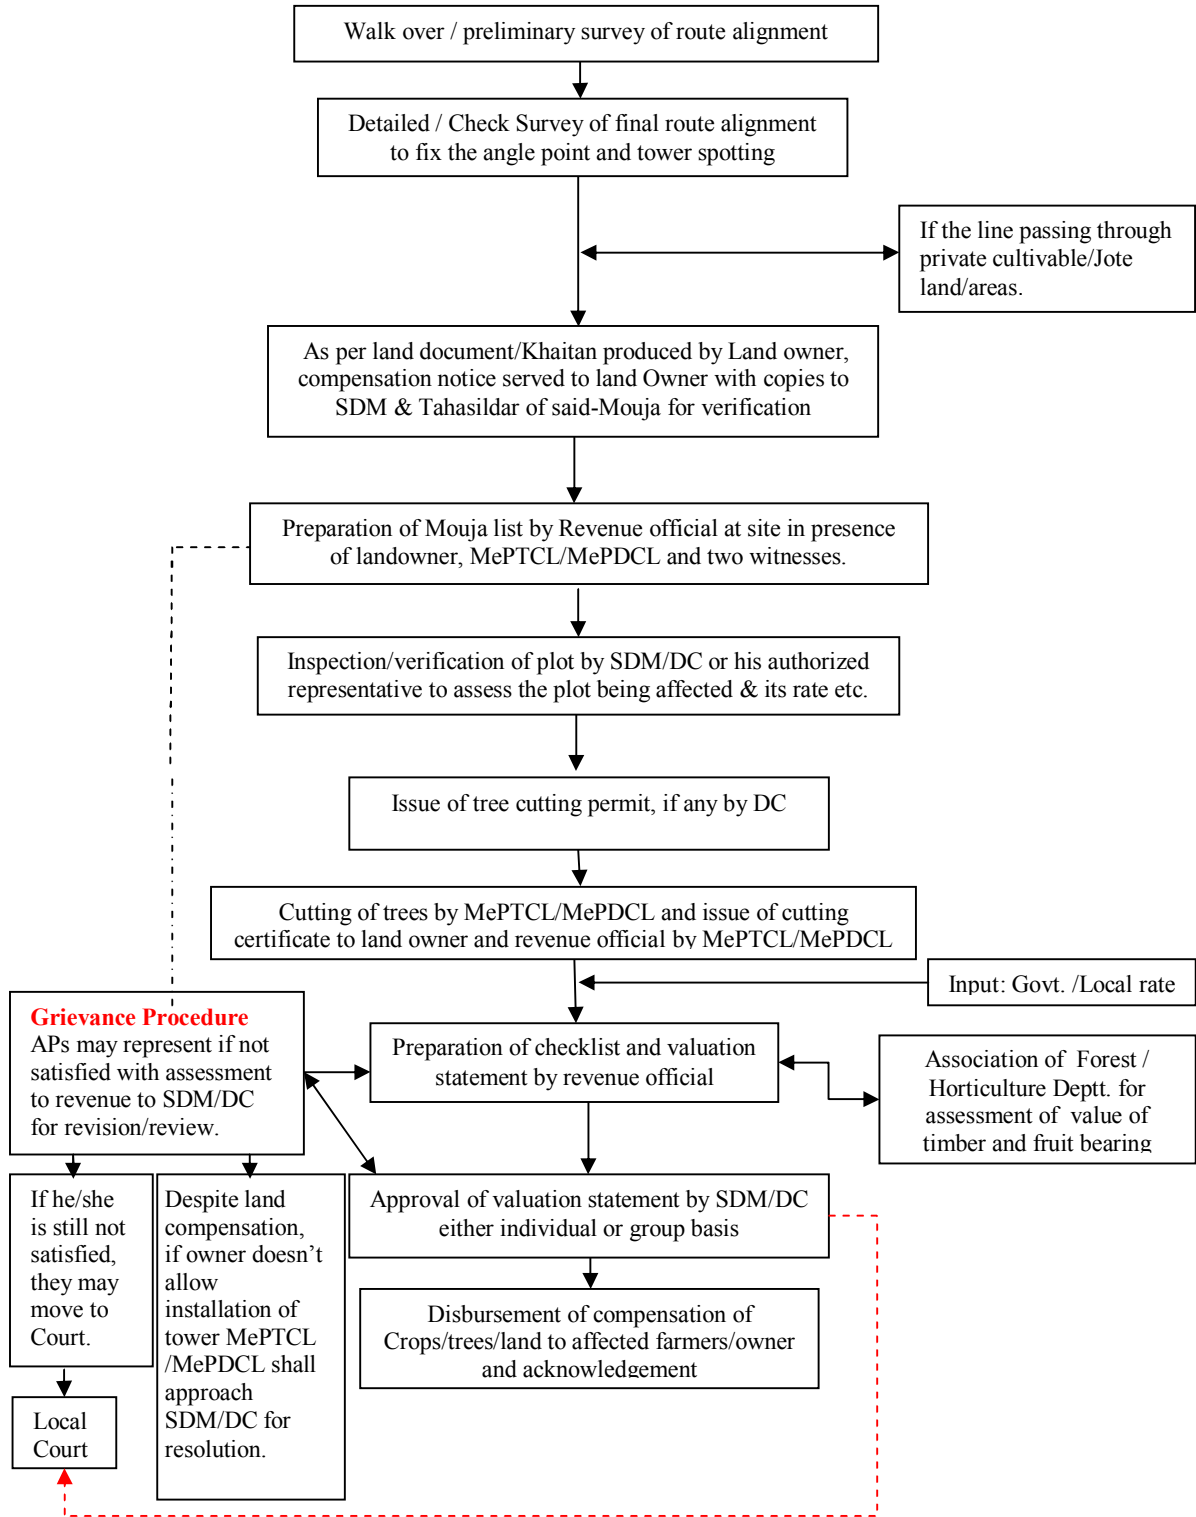 Walk over / preliminary survey of route alignment
Detailed / Check Survey of final route alignment
to fix the angle point and tower spotting
If the line passing through
private cultivable/Jote
land/areas.
As per land document/Khaitan produced by Land owner,
compensation notice served to land Owner with copies to
SDM & Tahasildar of said-Mouja for verification
Preparation of Mouja list by Revenue official at site in presence
of landowner, MePTCL/MePDCL and two witnesses.
Inspection/verification of plot by SDM/DC or his authorized
representative to assess the plot being affected & its rate etc.
Issue of tree cutting permit, if any by DC
Cutting of trees by MePTCL/MePDCL and issue of cutting
certificate to land owner and revenue official by MePTCL/MePDCL
Input: Govt. /Local rate
Grievance Procedure
APs may represent if not
satisfied with assessment
to revenue to SDM/DC
for revision/review.
Preparation of checklist and valuation
statement by revenue official
Association of Forest /
Horticulture Deptt. for
assessment of value of
timber and fruit bearing
If he/she
is still not
satisfied,
they may
move to
Court.
Despite land
compensation,
if owner doesn’t
allow
installation of
tower MePTCL
/MePDCL shall
approach
SDM/DC for
resolution.
Approval of valuation statement by SDM/DC
either individual or group basis
Disbursement of compensation of
Crops/trees/land to affected farmers/owner
and acknowledgement
Local
Court